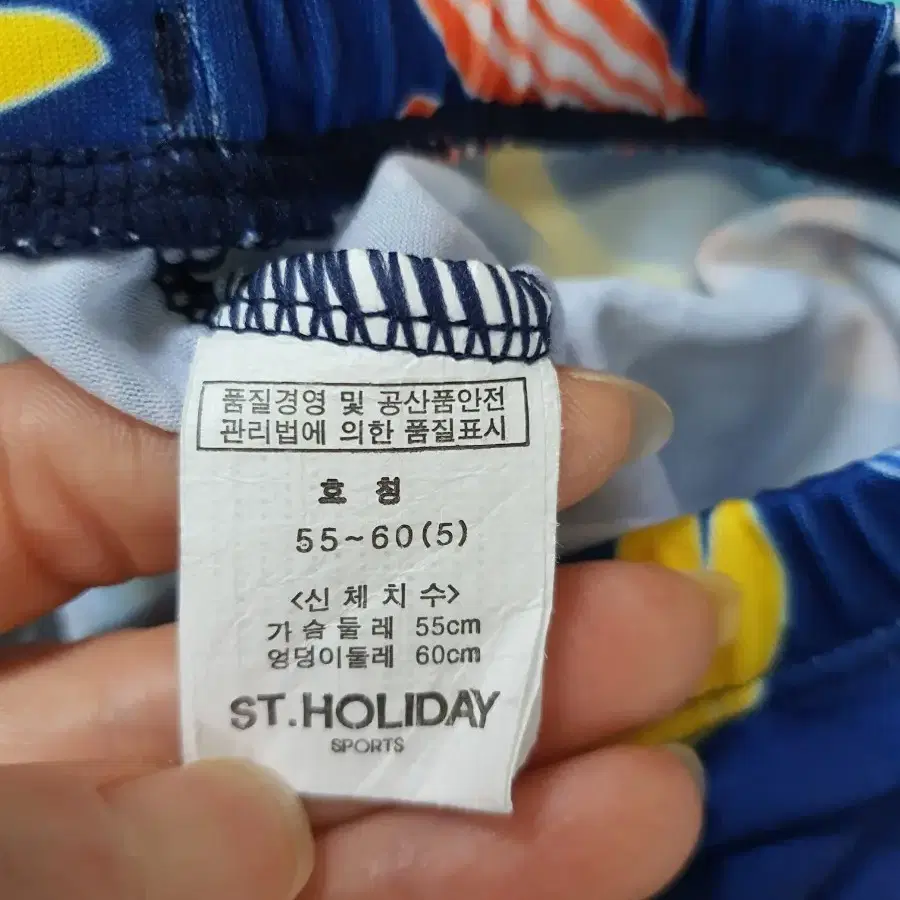 품질경영 및 공산품안전
관리법에 의한 품질표시
호 칭
55~60(5)
<신 체 치 수>
가 슴 둘 레 55cm
엉덩이둘레 60cm
ST.HOLIDAY
SPORTS